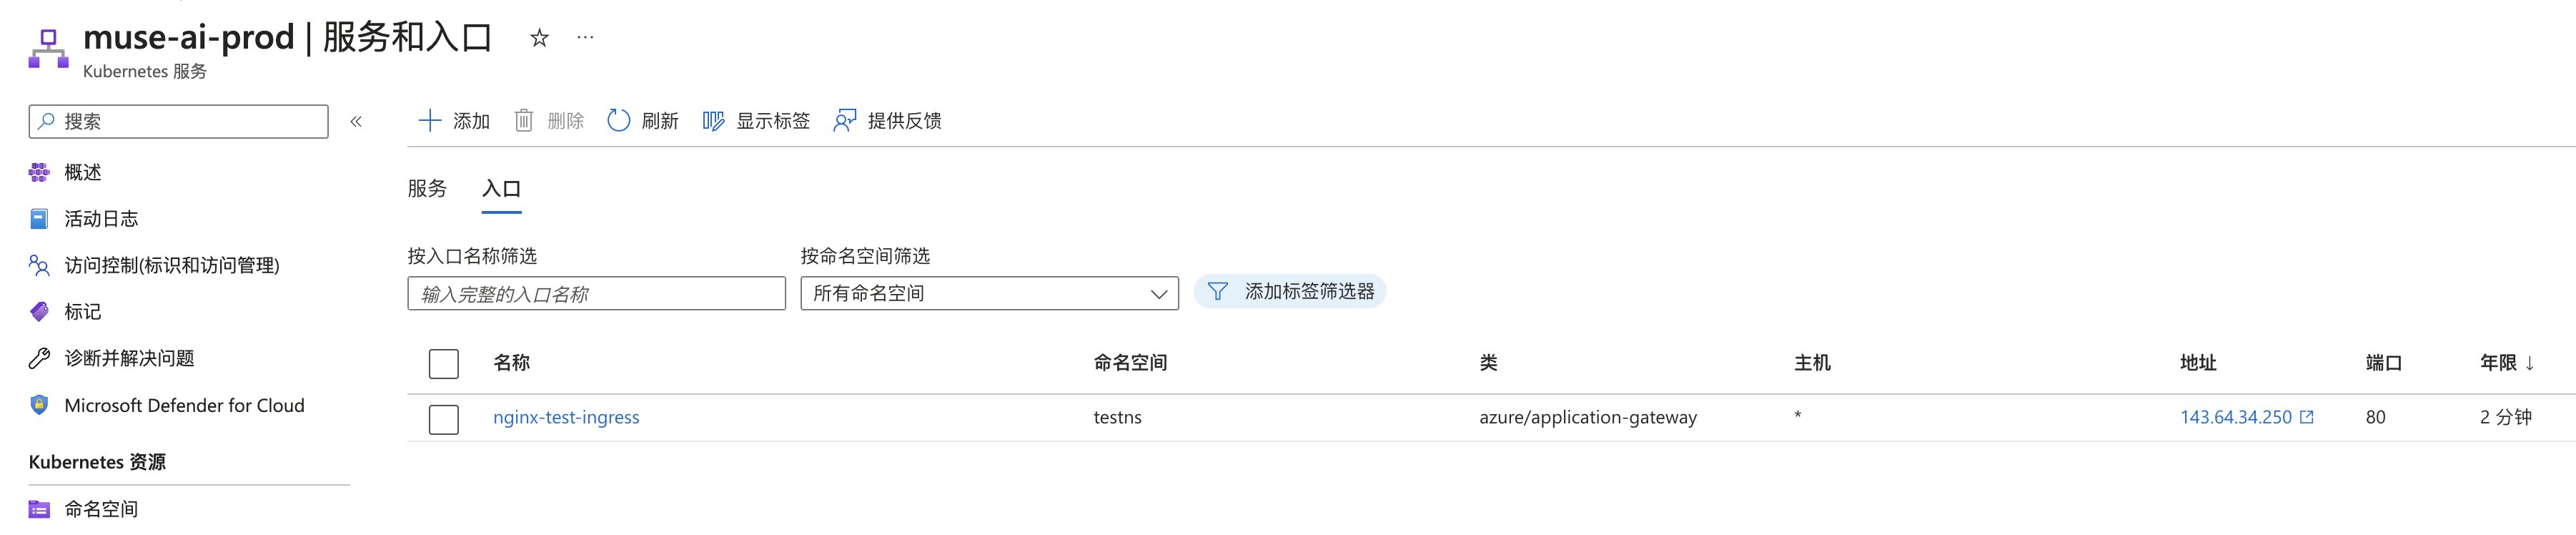 muse-ai-prod | 服务和入口 ☆ ···
Kubernetes 服务
搜索
«
概述
活动日志
访问控制(标识和访问管理)
标记
诊断并解决问题
Microsoft Defender for Cloud
Kubernetes 资源
命名空间
添加 删除 刷新 显示标签 提供反馈
服务 入口
按入口名称筛选 按命名空间筛选
输入完整的入口名称 所有命名空间 添加标签筛选器
名称 命名空间 类 主机 地址 端口 年限 ↓
nginx-test-ingress testns azure/application-gateway * 143.64.34.250 80 2 分钟